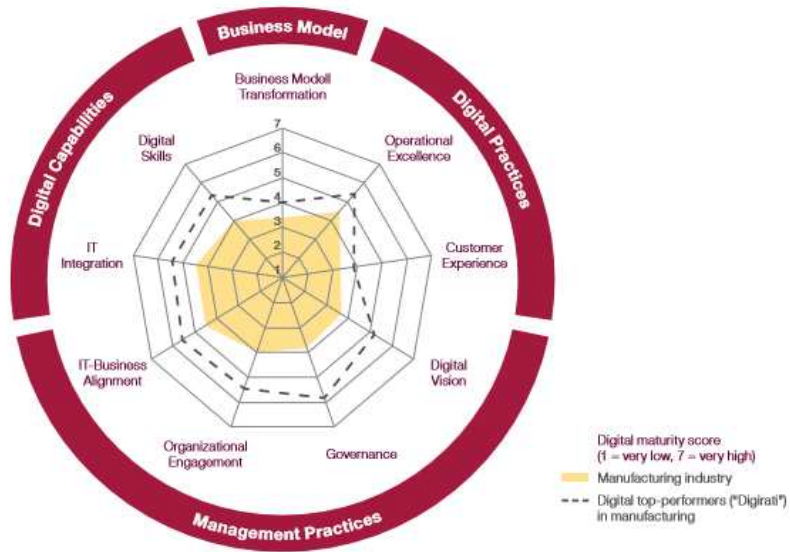 Business Model
Digital Capabilities
Digital Practices
Business Modell
Transformation
Digital
Skills
Operational
Excellence
7
6
5
4
3
2
1
IT
Integration
Customer
Experience
IT-Business
Alignment
Digital
Vision
Organizational
Engagement
Governance
Management Practices
Digital maturity score
(1 = very low, 7 = very high)
Manufacturing industry
Digital top-performers ("Digirati")
in manufacturing